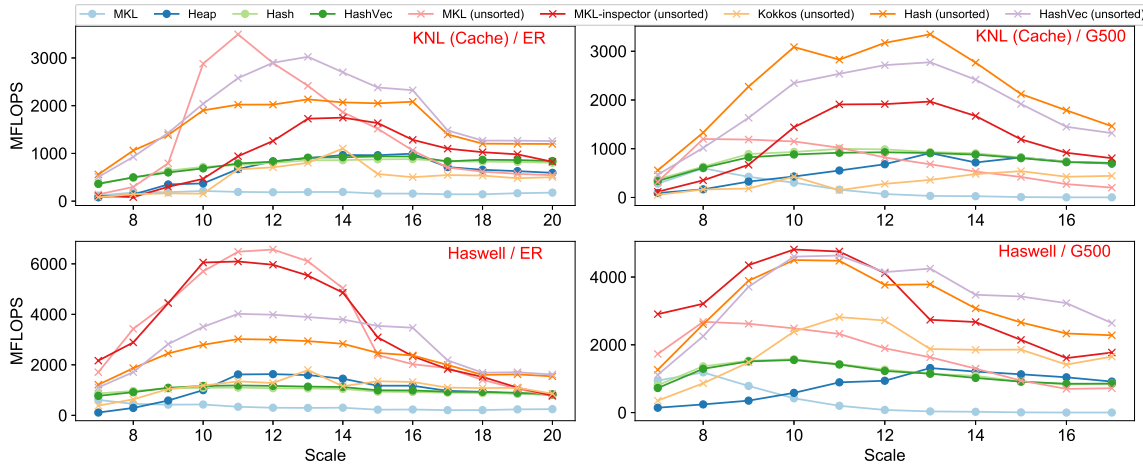 MKL Heap Hash HashVec MKL (unsorted) MKL-inspector (unsorted) Kokkos (unsorted) Hash (unsorted) HashVec (unsorted)
KNL (Cache) / ER
MFLOPS
3000
2000
1000
0
8 10 12 14 16 18 20
KNL (Cache) / G500
3000
2000
1000
0
8 10 12 14 16
Haswell / ER
MFLOPS
6000
4000
2000
0
8 10 12 14 16 18 20
Scale
Haswell / G500
4000
2000
0
8 10 12 14 16
Scale